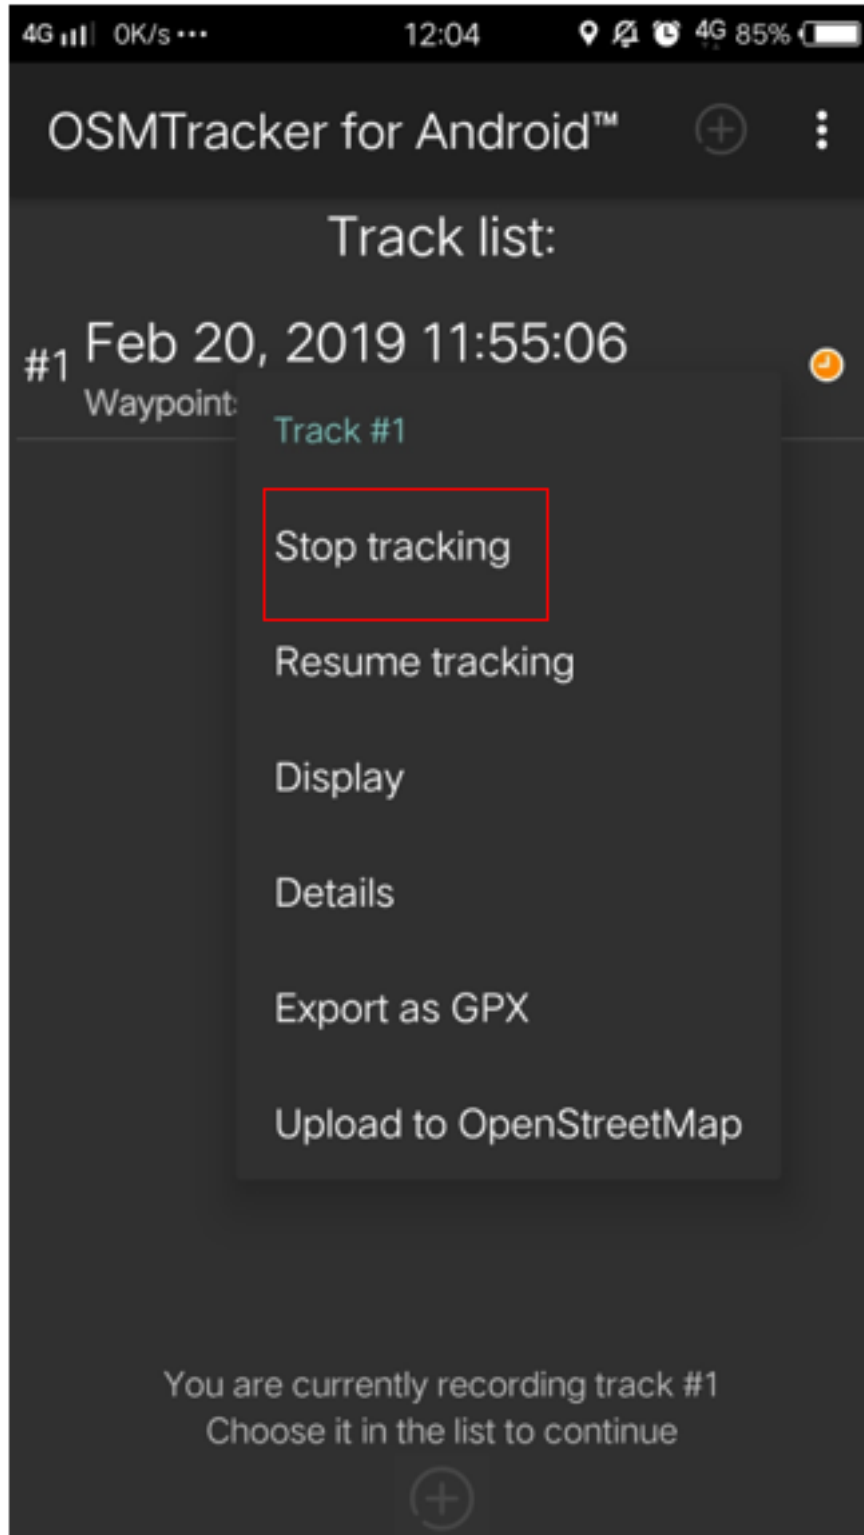 4G 0K/s ••• 12:04 4G 85%
OSMTracker for Android™
Track list:
#1 Feb 20, 2019 11:55:06
Track #1
Stop tracking
Resume tracking
Display
Details
Export as GPX
Upload to OpenStreetMap
You are currently recording track #1
Choose it in the list to continue